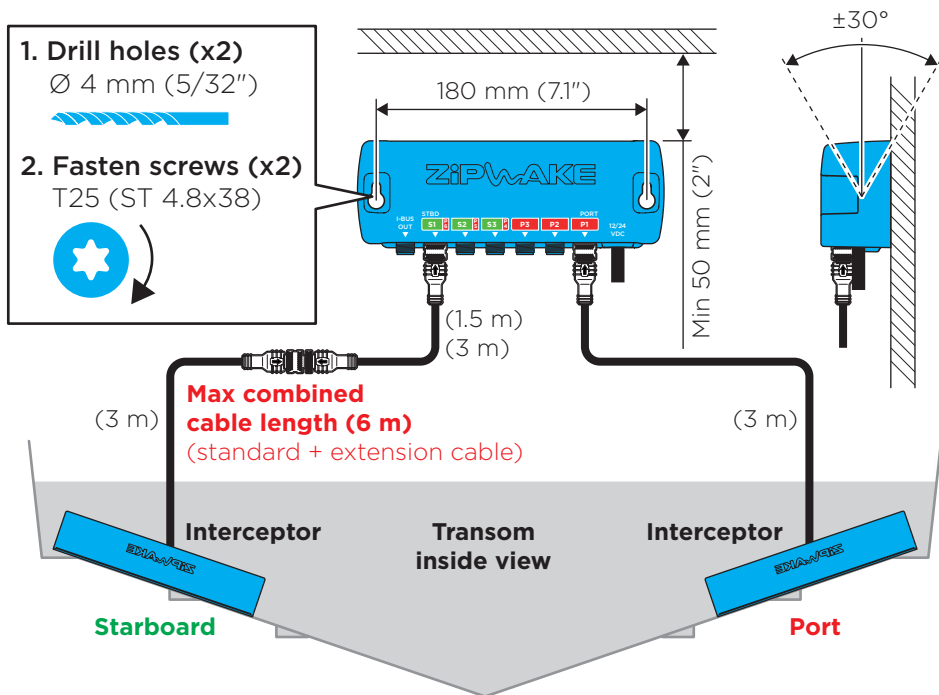 1. Drill holes (x2)
Ø 4 mm (5/32")
2. Fasten screws (x2)
T25 (ST 4.8x38)
±30°
180 mm (7.1")
Min 50 mm (2")
ZIPWAKE
I-BUS
OUT
STBD
S1
S2
S3
P3
P2
P1
PORT
12/24
VDC
(1.5 m)
(3 m)
Max combined
cable length (6 m)
(standard + extension cable)
(3 m)
(3 m)
Interceptor
Transom
inside view
Interceptor
ZIPWAKE
ZIPWAKE
Starboard
Port